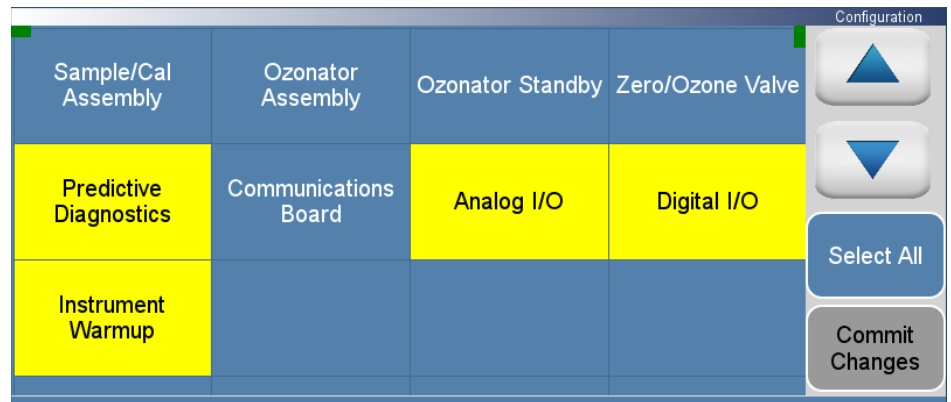 Configuration
Sample/Cal
Assembly
Ozonator
Assembly
Ozonator Standby
Zero/Ozone Valve
Predictive
Diagnostics
Communications
Board
Analog I/O
Digital I/O
Select All
Instrument
Warmup
Commit
Changes